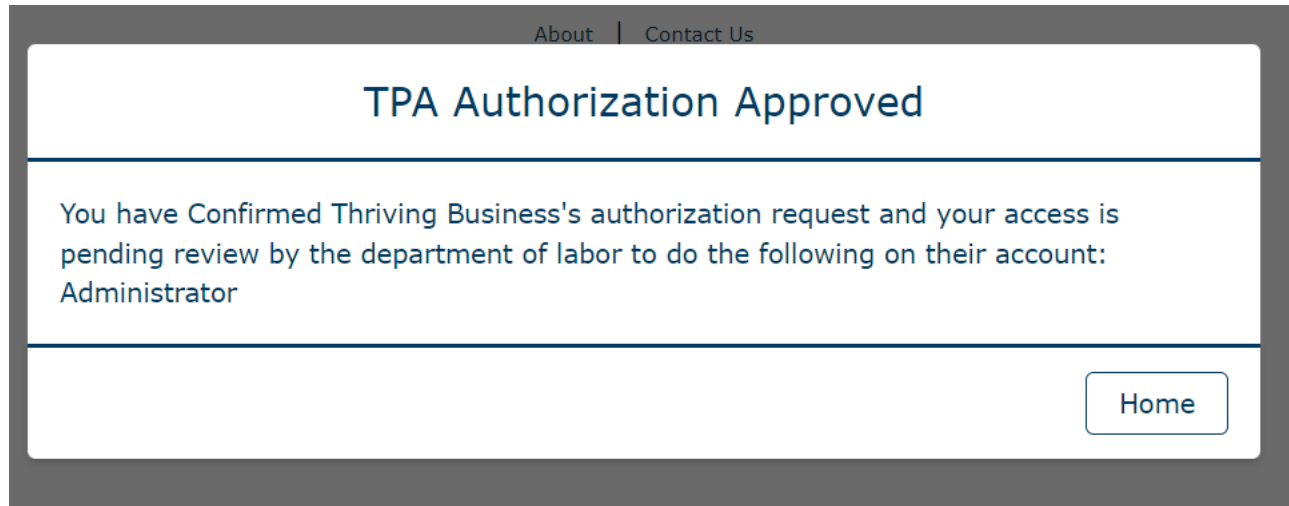 About | Contact Us
TPA Authorization Approved
You have Confirmed Thriving Business's authorization request and your access is
pending review by the department of labor to do the following on their account:
Administrator
Home